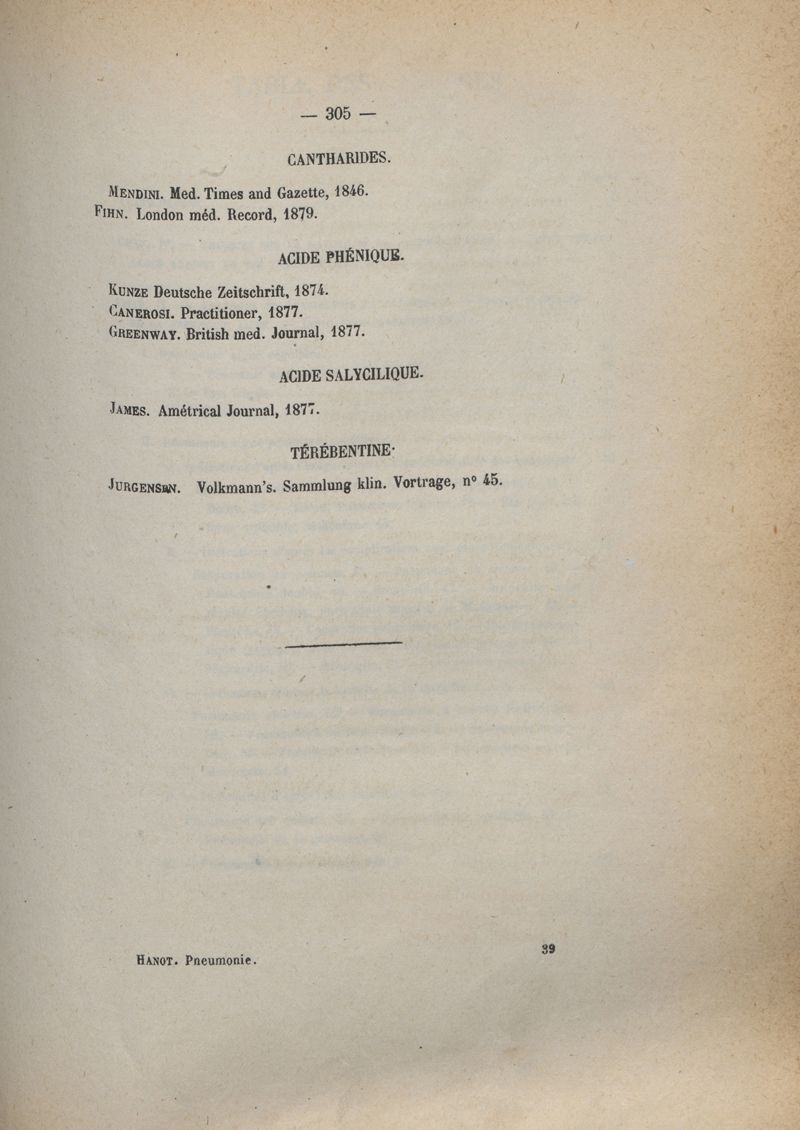 — 305 —
CANTHARIDES.
MENDINI. Med. Times and Gazette, 1846.
FIHN. London méd. Record, 1879.
ACIDE PHÉNIQUE.
KUNZE Deutsche Zeitschrift, 1874.
CANEROSI. Practitioner, 1877.
GREENWAY. British med. Journal, 1877.
ACIDE SALYCILIQUE.
JAMES. Amétrical Journal, 1877.
TÉRÉBENTINE·
JURGENSEN. Volkmann's. Sammlung klin. Vortrage, n° 45.
HANOT. Pneumonie.
39